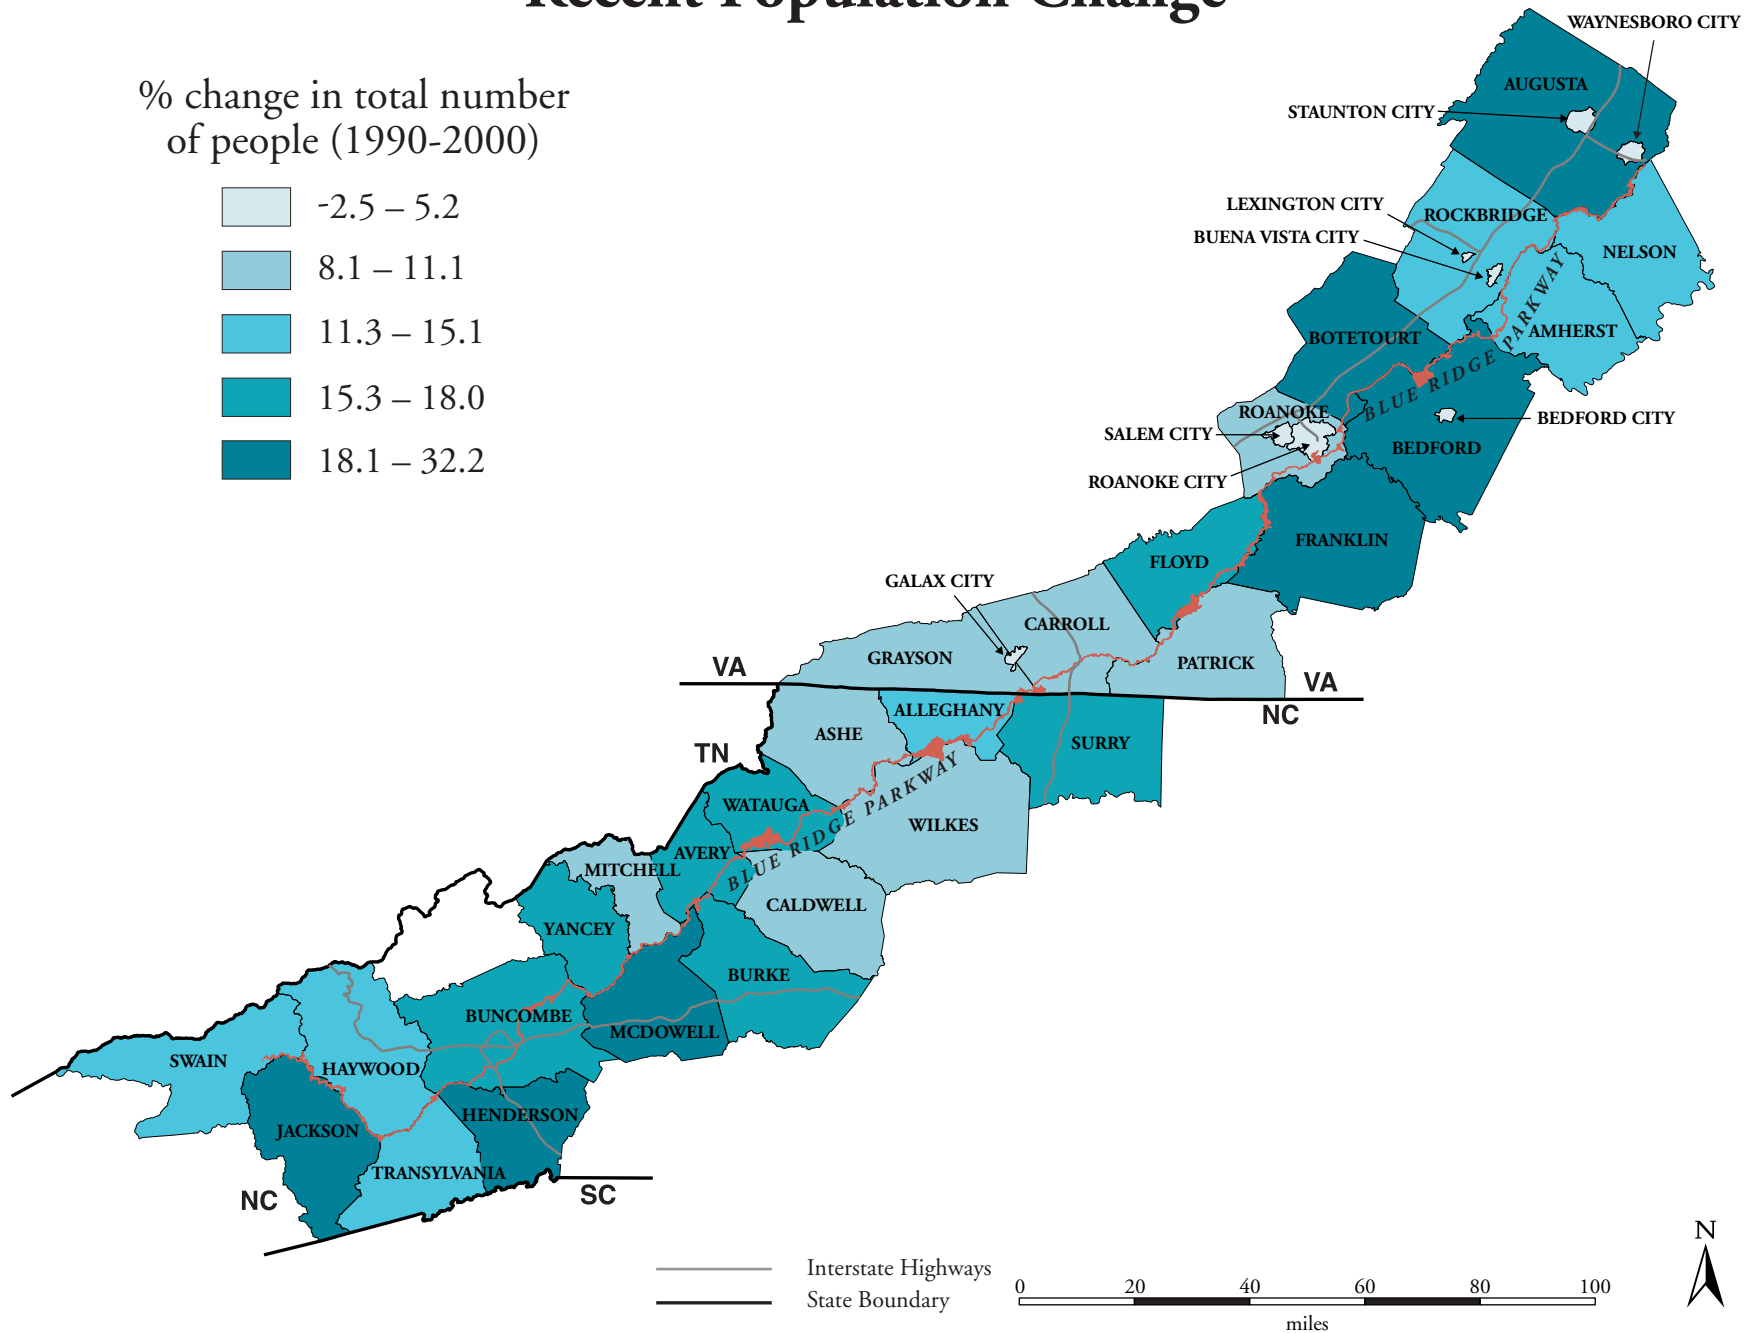 Recent Population Change
% change in total number
of people (1990-2000)
-2.5 – 5.2
8.1 – 11.1
11.3 – 15.1
15.3 – 18.0
18.1 – 32.2
WAYNESBORO CITY
AUGUSTA
STAUNTON CITY
LEXINGTON CITY
ROCKBRIDGE
BUENA VISTA CITY
NELSON
BLUE RIDGE PARKWAY
AMHERST
BOTETOURT
ROANOKE
SALEM CITY
BEDFORD CITY
BEDFORD
ROANOKE CITY
FRANKLIN
FLOYD
GALAX CITY
CARROLL
GRAYSON
PATRICK
VA
VA
NC
ALLEGHANY
ASHE
SURRY
TN
WATAUGA
BLUE RIDGE PARKWAY
WILKES
AVERY
MITCHELL
CALDWELL
YANCEY
BURKE
BUNCOMBE
MCDOWELL
SWAIN
HAYWOOD
HENDERSON
JACKSON
TRANSYLVANIA
NC
SC
N
Interstate Highways
State Boundary
0 20 40 60 80 100
miles